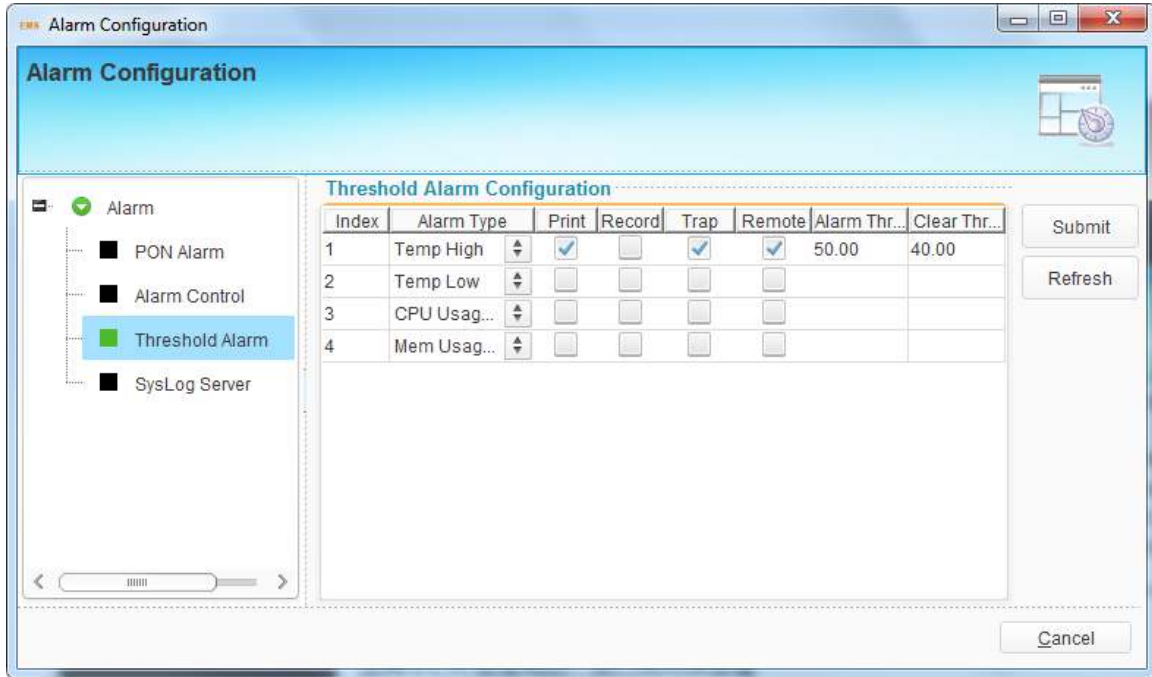 EMS Alarm Configuration
Alarm Configuration
Alarm
PON Alarm
Alarm Control
Threshold Alarm
SysLog Server
Threshold Alarm Configuration
Index Alarm Type Print Record Trap Remote Alarm Thr... Clear Thr...
1 Temp High 50.00 40.00
2 Temp Low
3 CPU Usag...
4 Mem Usag...
Submit
Refresh
Cancel